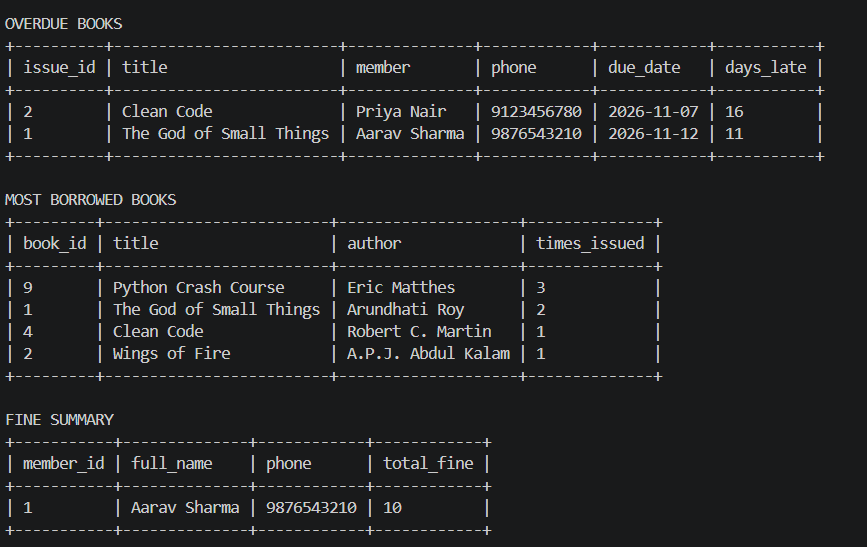 OVERDUE BOOKS
+----------+-------------------------+--------------+------------+------------+-----------+
| issue_id | title                   | member       | phone      | due_date   | days_late |
+----------+-------------------------+--------------+------------+------------+-----------+
| 2        | Clean Code              | Priya Nair   | 9123456780 | 2026-11-07 | 16        |
| 1        | The God of Small Things | Aarav Sharma | 9876543210 | 2026-11-12 | 11        |
+----------+-------------------------+--------------+------------+------------+-----------+
MOST BORROWED BOOKS
+---------+-------------------------+--------------------+--------------+
| book_id | title                   | author             | times_issued |
+---------+-------------------------+--------------------+--------------+
| 9       | Python Crash Course     | Eric Matthes       | 3            |
| 1       | The God of Small Things | Arundhati Roy      | 2            |
| 4       | Clean Code              | Robert C. Martin   | 1            |
| 2       | Wings of Fire           | A.P.J. Abdul Kalam | 1            |
+---------+-------------------------+--------------------+--------------+
FINE SUMMARY
+-----------+--------------+------------+------------+
| member_id | full_name    | phone      | total_fine |
+-----------+--------------+------------+------------+
| 1         | Aarav Sharma | 9876543210 | 10         |
+-----------+--------------+------------+------------+